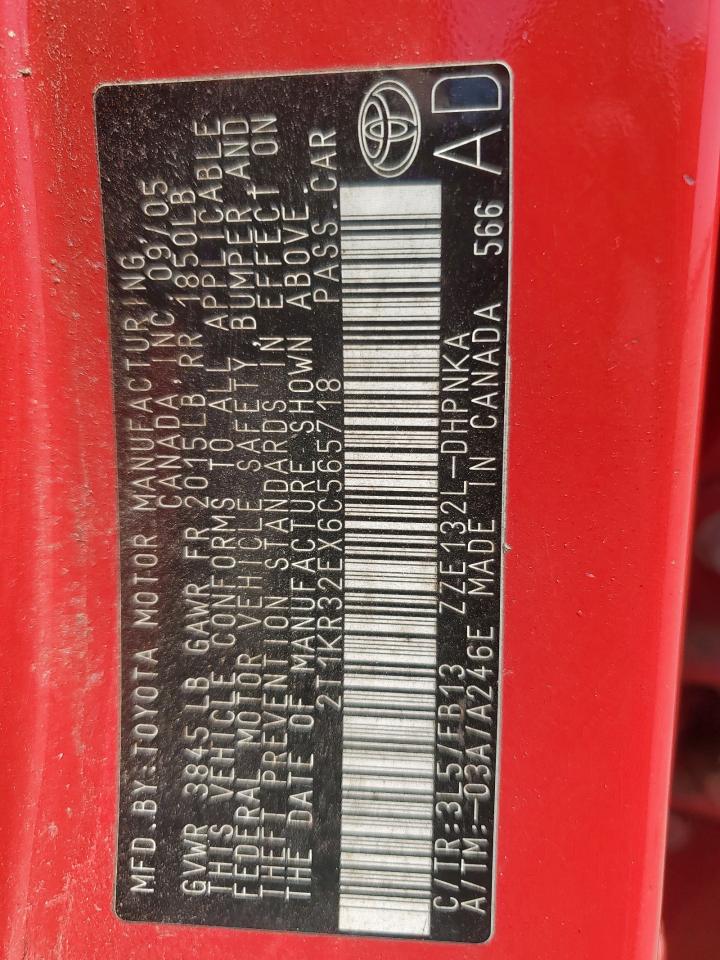 MFD.BY:TOYOTA MOTOR MANUFACTURING,
CANADA,INC.09/05
GVWR 3845 LB GAWR FR 2015LB,RR 1850LB
THIS VEHICLE CONFORMS TO ALL APPLICABLE
FEDERAL MOTOR VEHICLE SAFETY,BUMPER,AND
THEFT PREVENTION STANDARDS IN EFFECT ON
THE DATE OF MANUFACTURE SHOWN ABOVE.
2T1KR32EX6C565718 PASS.CAR
C/TR:3L5/FB13 ZZE132L-DHPNKA AD
A/TM:-03A/A246E MADE IN CANADA 566